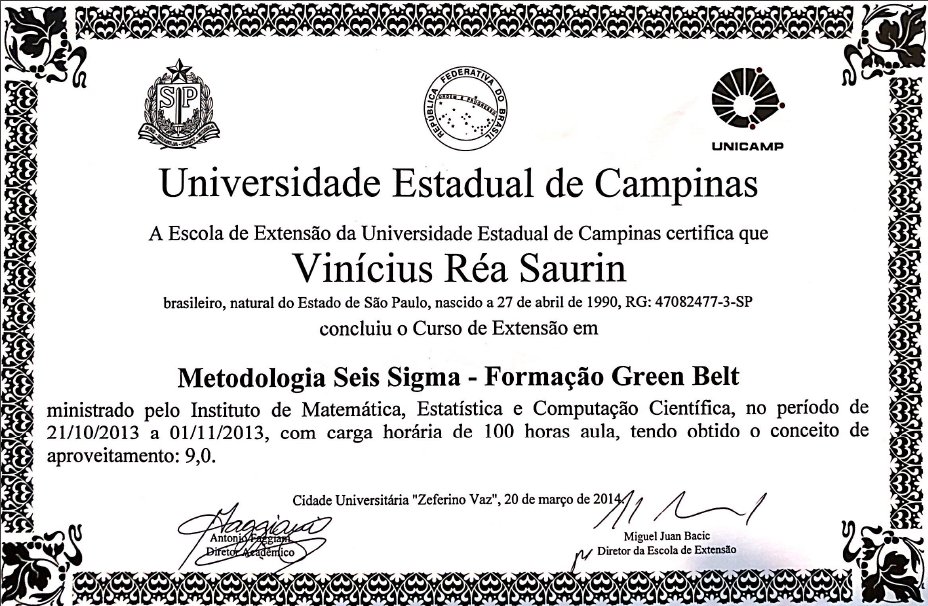 SP
REPUBLICA FEDERATIVA DO BRASIL
ORDEM E PROGRESSO
UNICAMP
Universidade Estadual de Campinas
A Escola de Extensão da Universidade Estadual de Campinas certifica que
Vinícius Réa Saurin
brasileiro, natural do Estado de São Paulo, nascido a 27 de abril de 1990, RG: 47082477-3-SP
concluiu o Curso de Extensão em
Metodologia Seis Sigma - Formação Green Belt
ministrado pelo Instituto de Matemática, Estatística e Computação Científica, no período de
21/10/2013 a 01/11/2013, com carga horária de 100 horas aula, tendo obtido o conceito de
aproveitamento: 9,0.
Cidade Universitária "Zeferino Vaz", 20 de março de 2014
Antonio Faggiani
Diretor Acadêmico
Miguel Juan Bacic
Diretor da Escola de Extensão